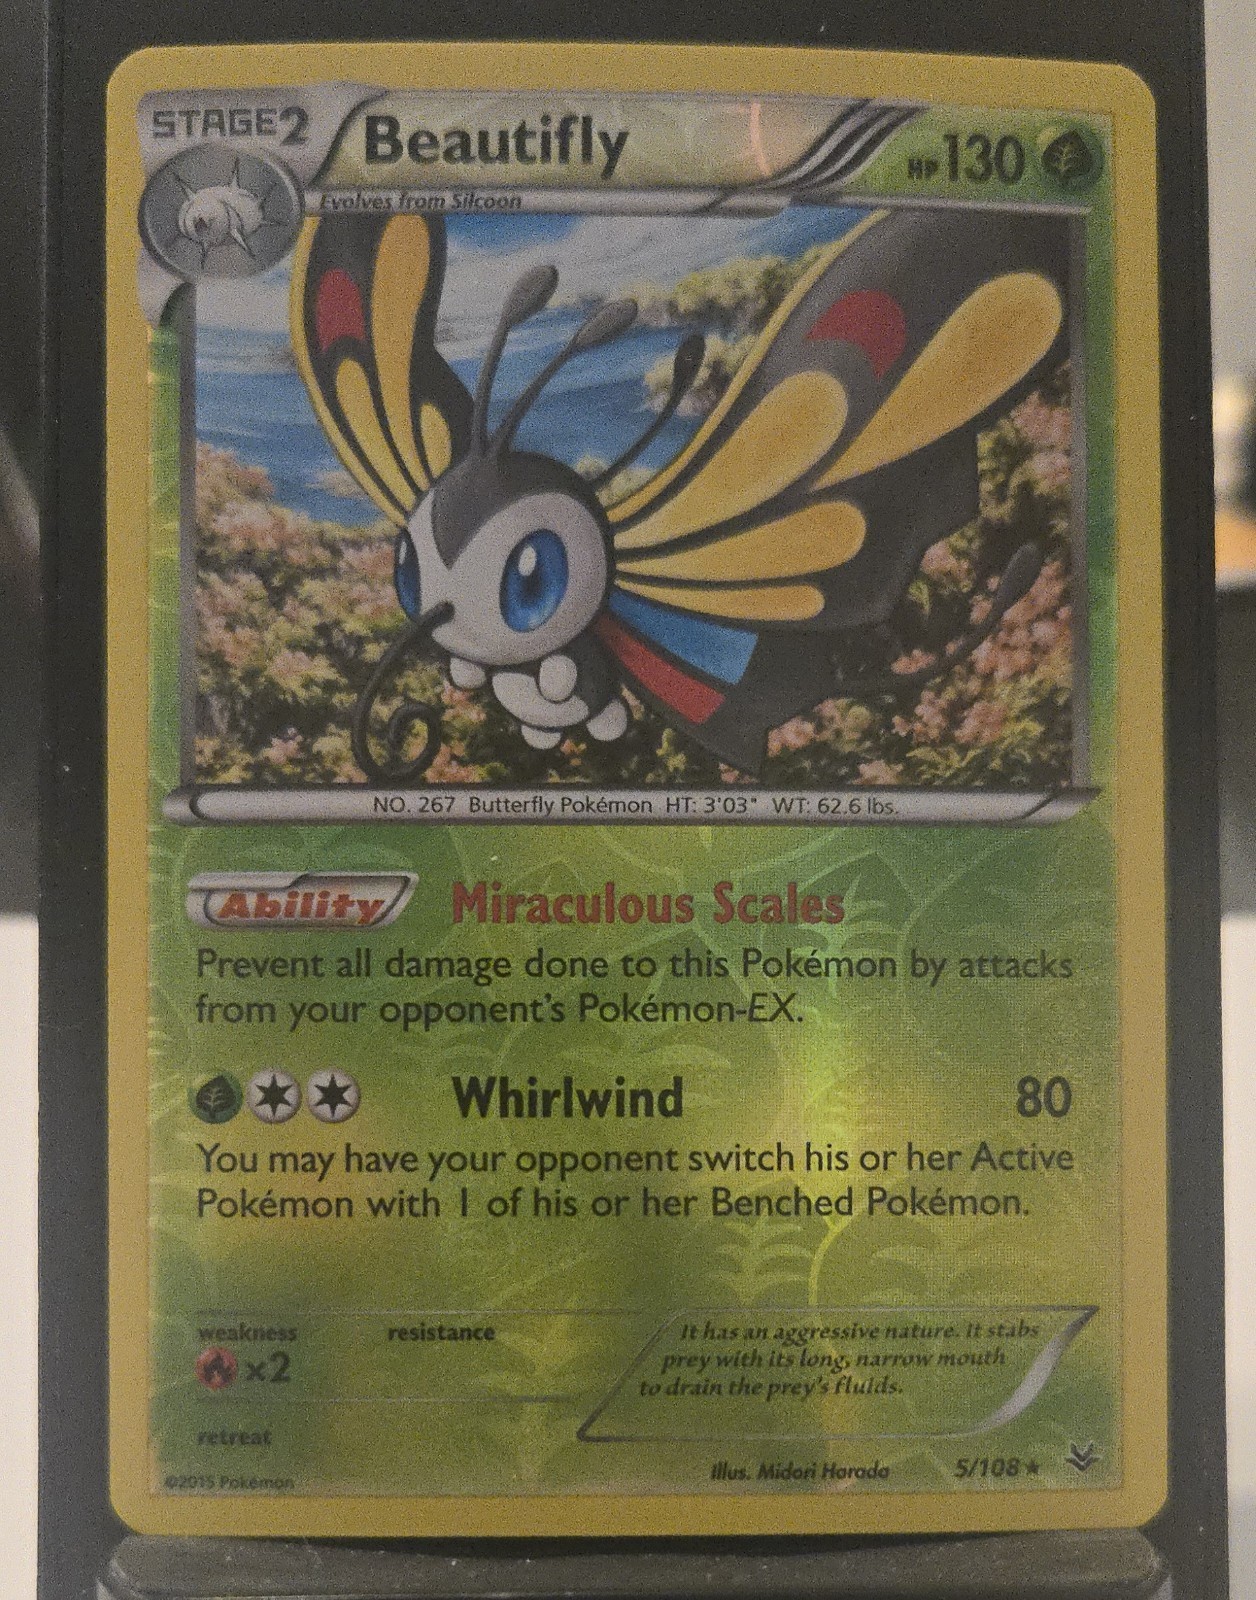 STAGE2 Beautifly HP130
Evolves from Silcoon
NO. 267 Butterfly Pokémon HT: 3'03" WT: 62.6 lbs.
Ability Miraculous Scales
Prevent all damage done to this Pokémon by attacks
from your opponent's Pokémon-EX.
Whirlwind 80
You may have your opponent switch his or her Active
Pokémon with 1 of his or her Benched Pokémon.
weakness resistance
x2
It has an aggressive nature. It stabs
prey with its long, narrow mouth
to drain the prey's fluids.
retreat
Illus. Midori Harada 5/108 ★
©2015 Pokémon